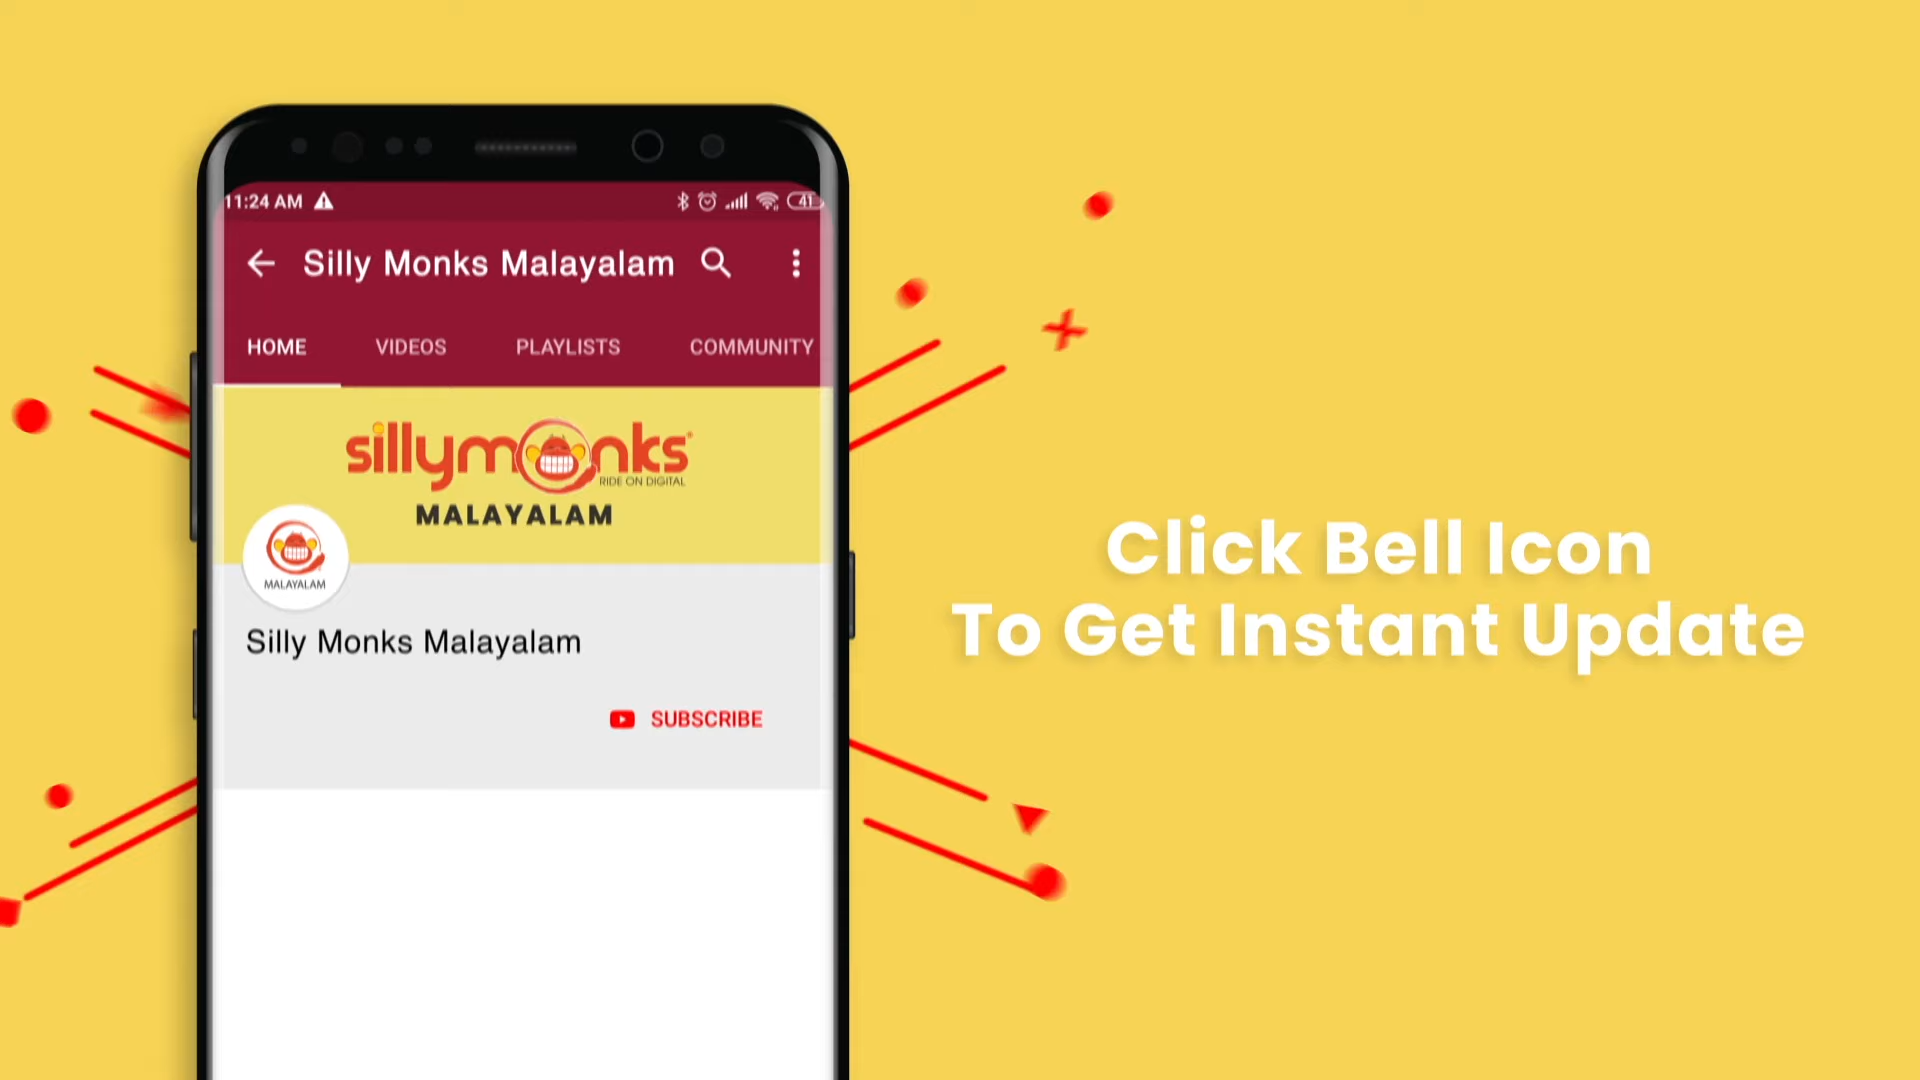 11:24 AM
41
Silly Monks Malayalam
HOME VIDEOS PLAYLISTS COMMUNITY
sillymonks
RIDE ON DIGITAL
MALAYALAM
MALAYALAM
Silly Monks Malayalam
SUBSCRIBE
Click Bell Icon
To Get Instant Update